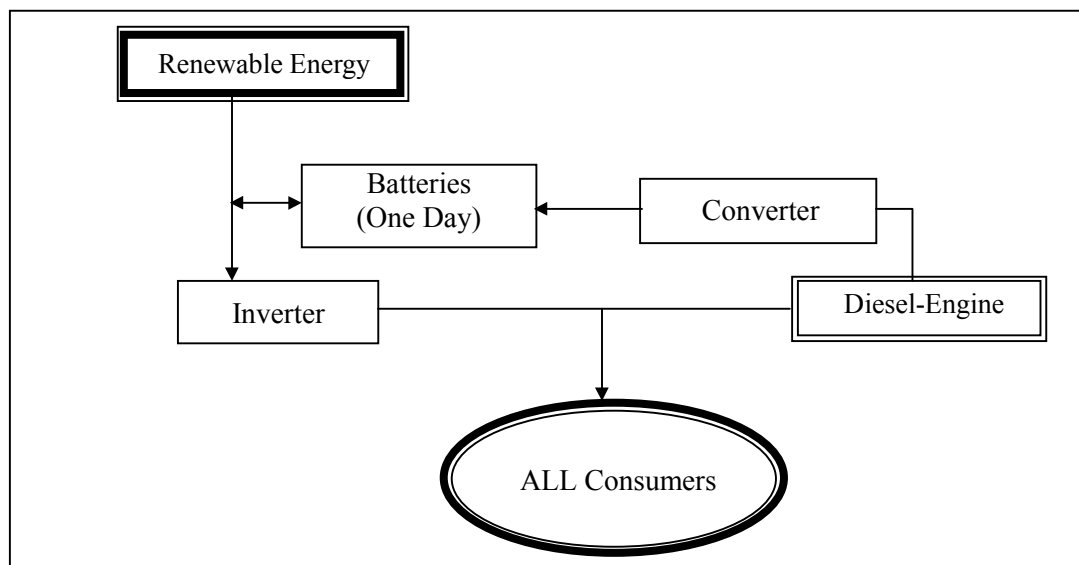 Renewable Energy
Batteries
(One Day)
Converter
Inverter
Diesel-Engine
ALL Consumers